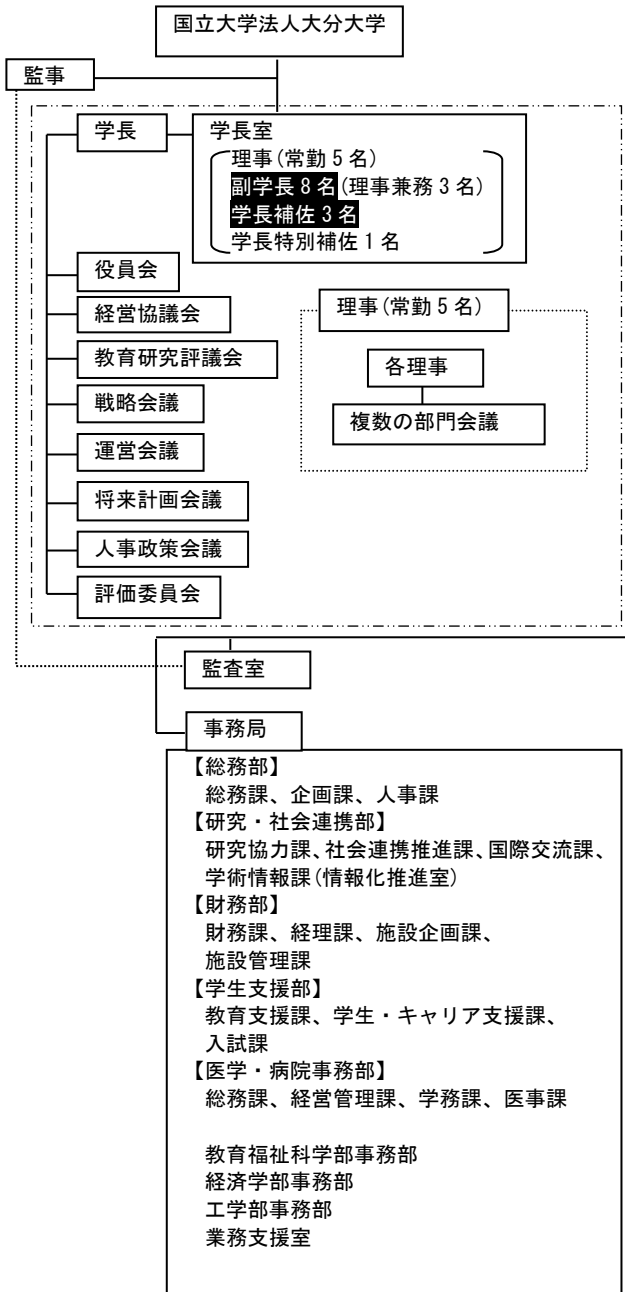 国立大学法人大分大学
監事
学長
学長室
理事(常勤5名)
副学長8名(理事兼務3名)
学長補佐3名
学長特別補佐1名
役員会
経営協議会
教育研究評議会
戦略会議
運営会議
将来計画会議
人事政策会議
評価委員会
理事(常勤5名)
各理事
複数の部門会議
監査室
事務局
【総務部】
総務課、企画課、人事課
【研究・社会連携部】
研究協力課、社会連携推進課、国際交流課、
学術情報課(情報化推進室)
【財務部】
財務課、経理課、施設企画課、
施設管理課
【学生支援部】
教育支援課、学生・キャリア支援課、
入試課
【医学・病院事務部】
総務課、経営管理課、学務課、医事課
教育福祉科学部事務部
経済学部事務部
工学部事務部
業務支援室